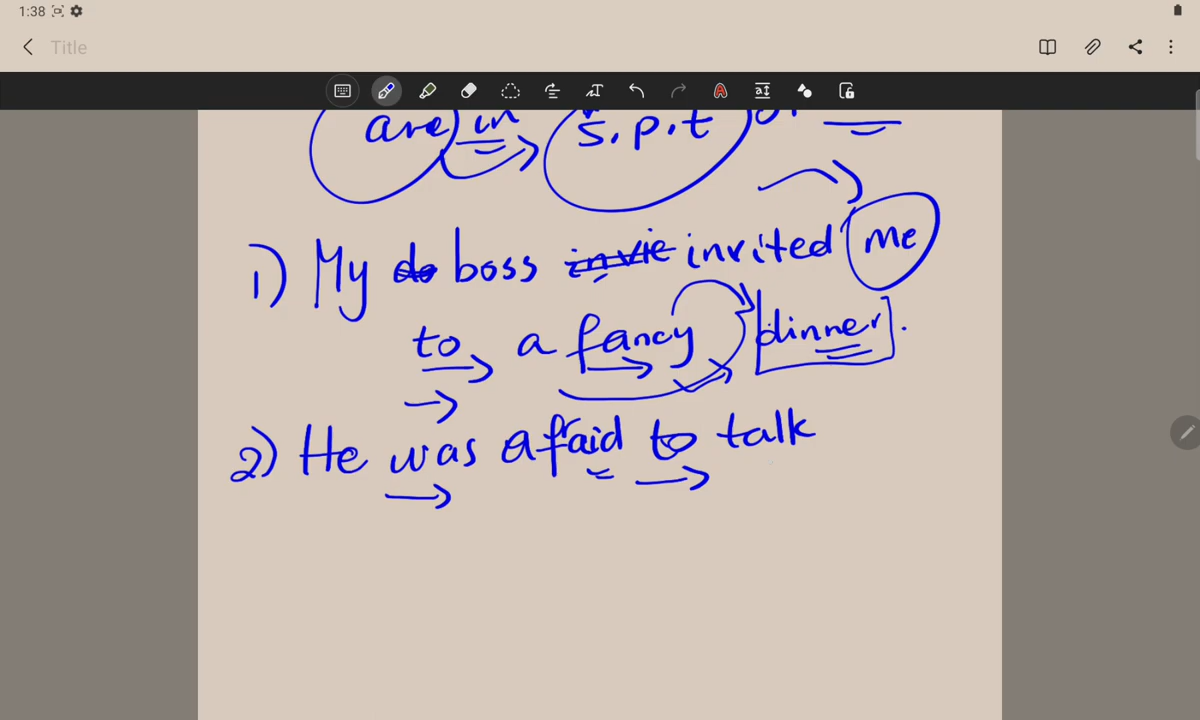 1:38
Title
are) in (s.p.t) or
1) My do boss invie invited (me)
to a fancy [dinner].
2) He was afraid to talk